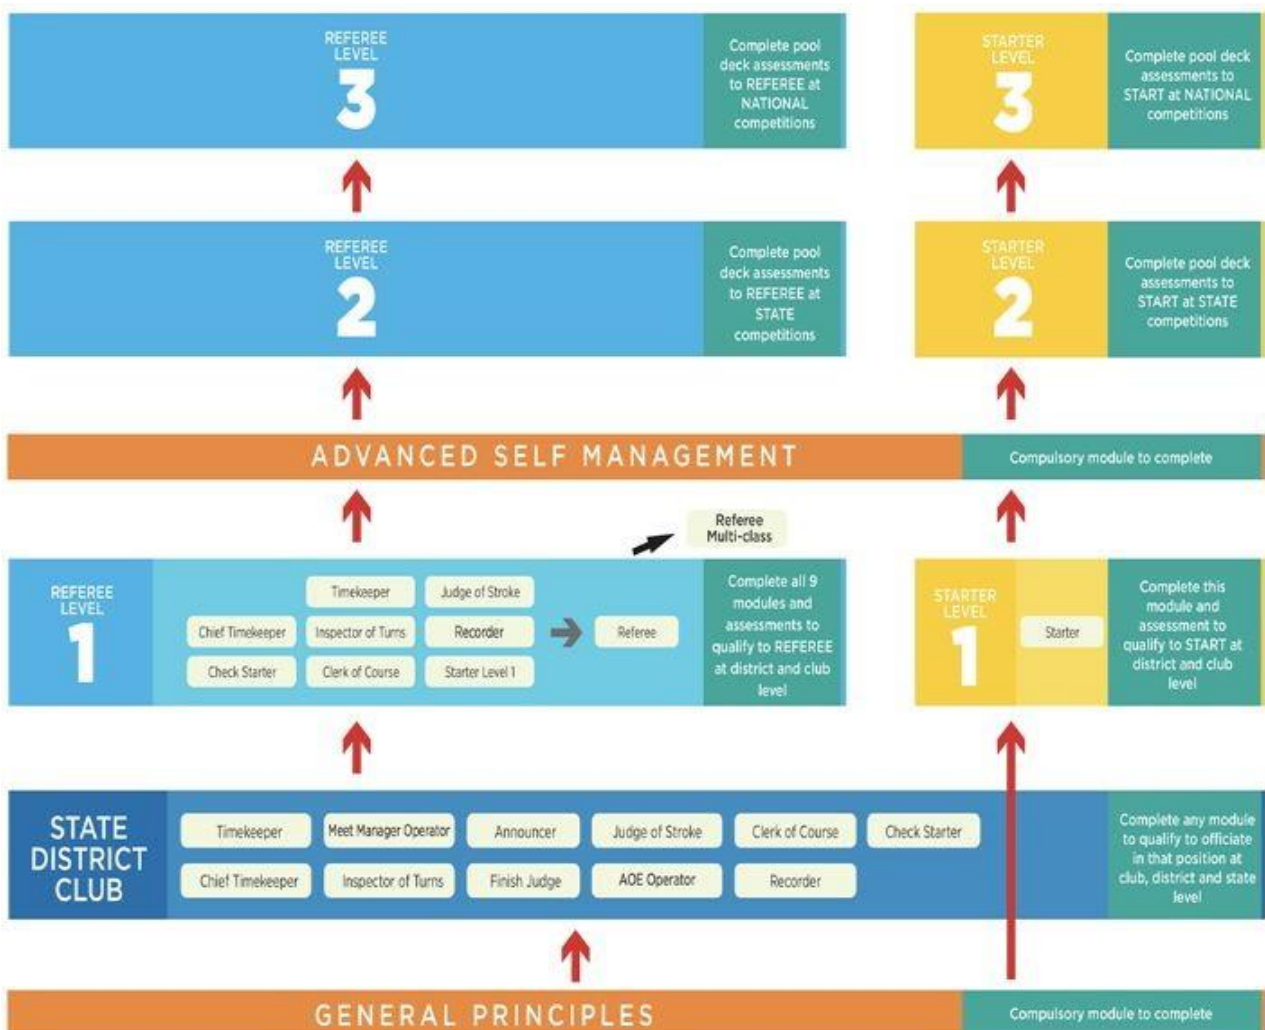 REFEREE
LEVEL
3
Complete pool
deck assessments
to REFEREE at
NATIONAL
competitions
STARTER
LEVEL
3
Complete pool deck
assessments to
START at NATIONAL
competitions
REFEREE
LEVEL
2
Complete pool
deck assessments
to REFEREE at
STATE
competitions
STARTER
LEVEL
2
Complete pool deck
assessments to
START at STATE
competitions
ADVANCED SELF MANAGEMENT
Compulsory module to complete
Referee
Multi-class
REFEREE
LEVEL
1
Timekeeper
Judge of Stroke
Chief Timekeeper
Inspector of Turns
Recorder
Referee
Check Starter
Clerk of Course
Starter Level 1
Complete all 9
modules and
assessments to
qualify to REFEREE
at district and club
level
STARTER
LEVEL
1
Starter
Complete this
module and
assessment to
qualify to START at
district and club
level
STATE
DISTRICT
CLUB
Timekeeper
Meet Manager Operator
Announcer
Judge of Stroke
Clerk of Course
Check Starter
Chief Timekeeper
Inspector of Turns
Finish Judge
AOE Operator
Recorder
Complete any module
to qualify to officiate
in that position at
club, district and state
level
GENERAL PRINCIPLES
Compulsory module to complete